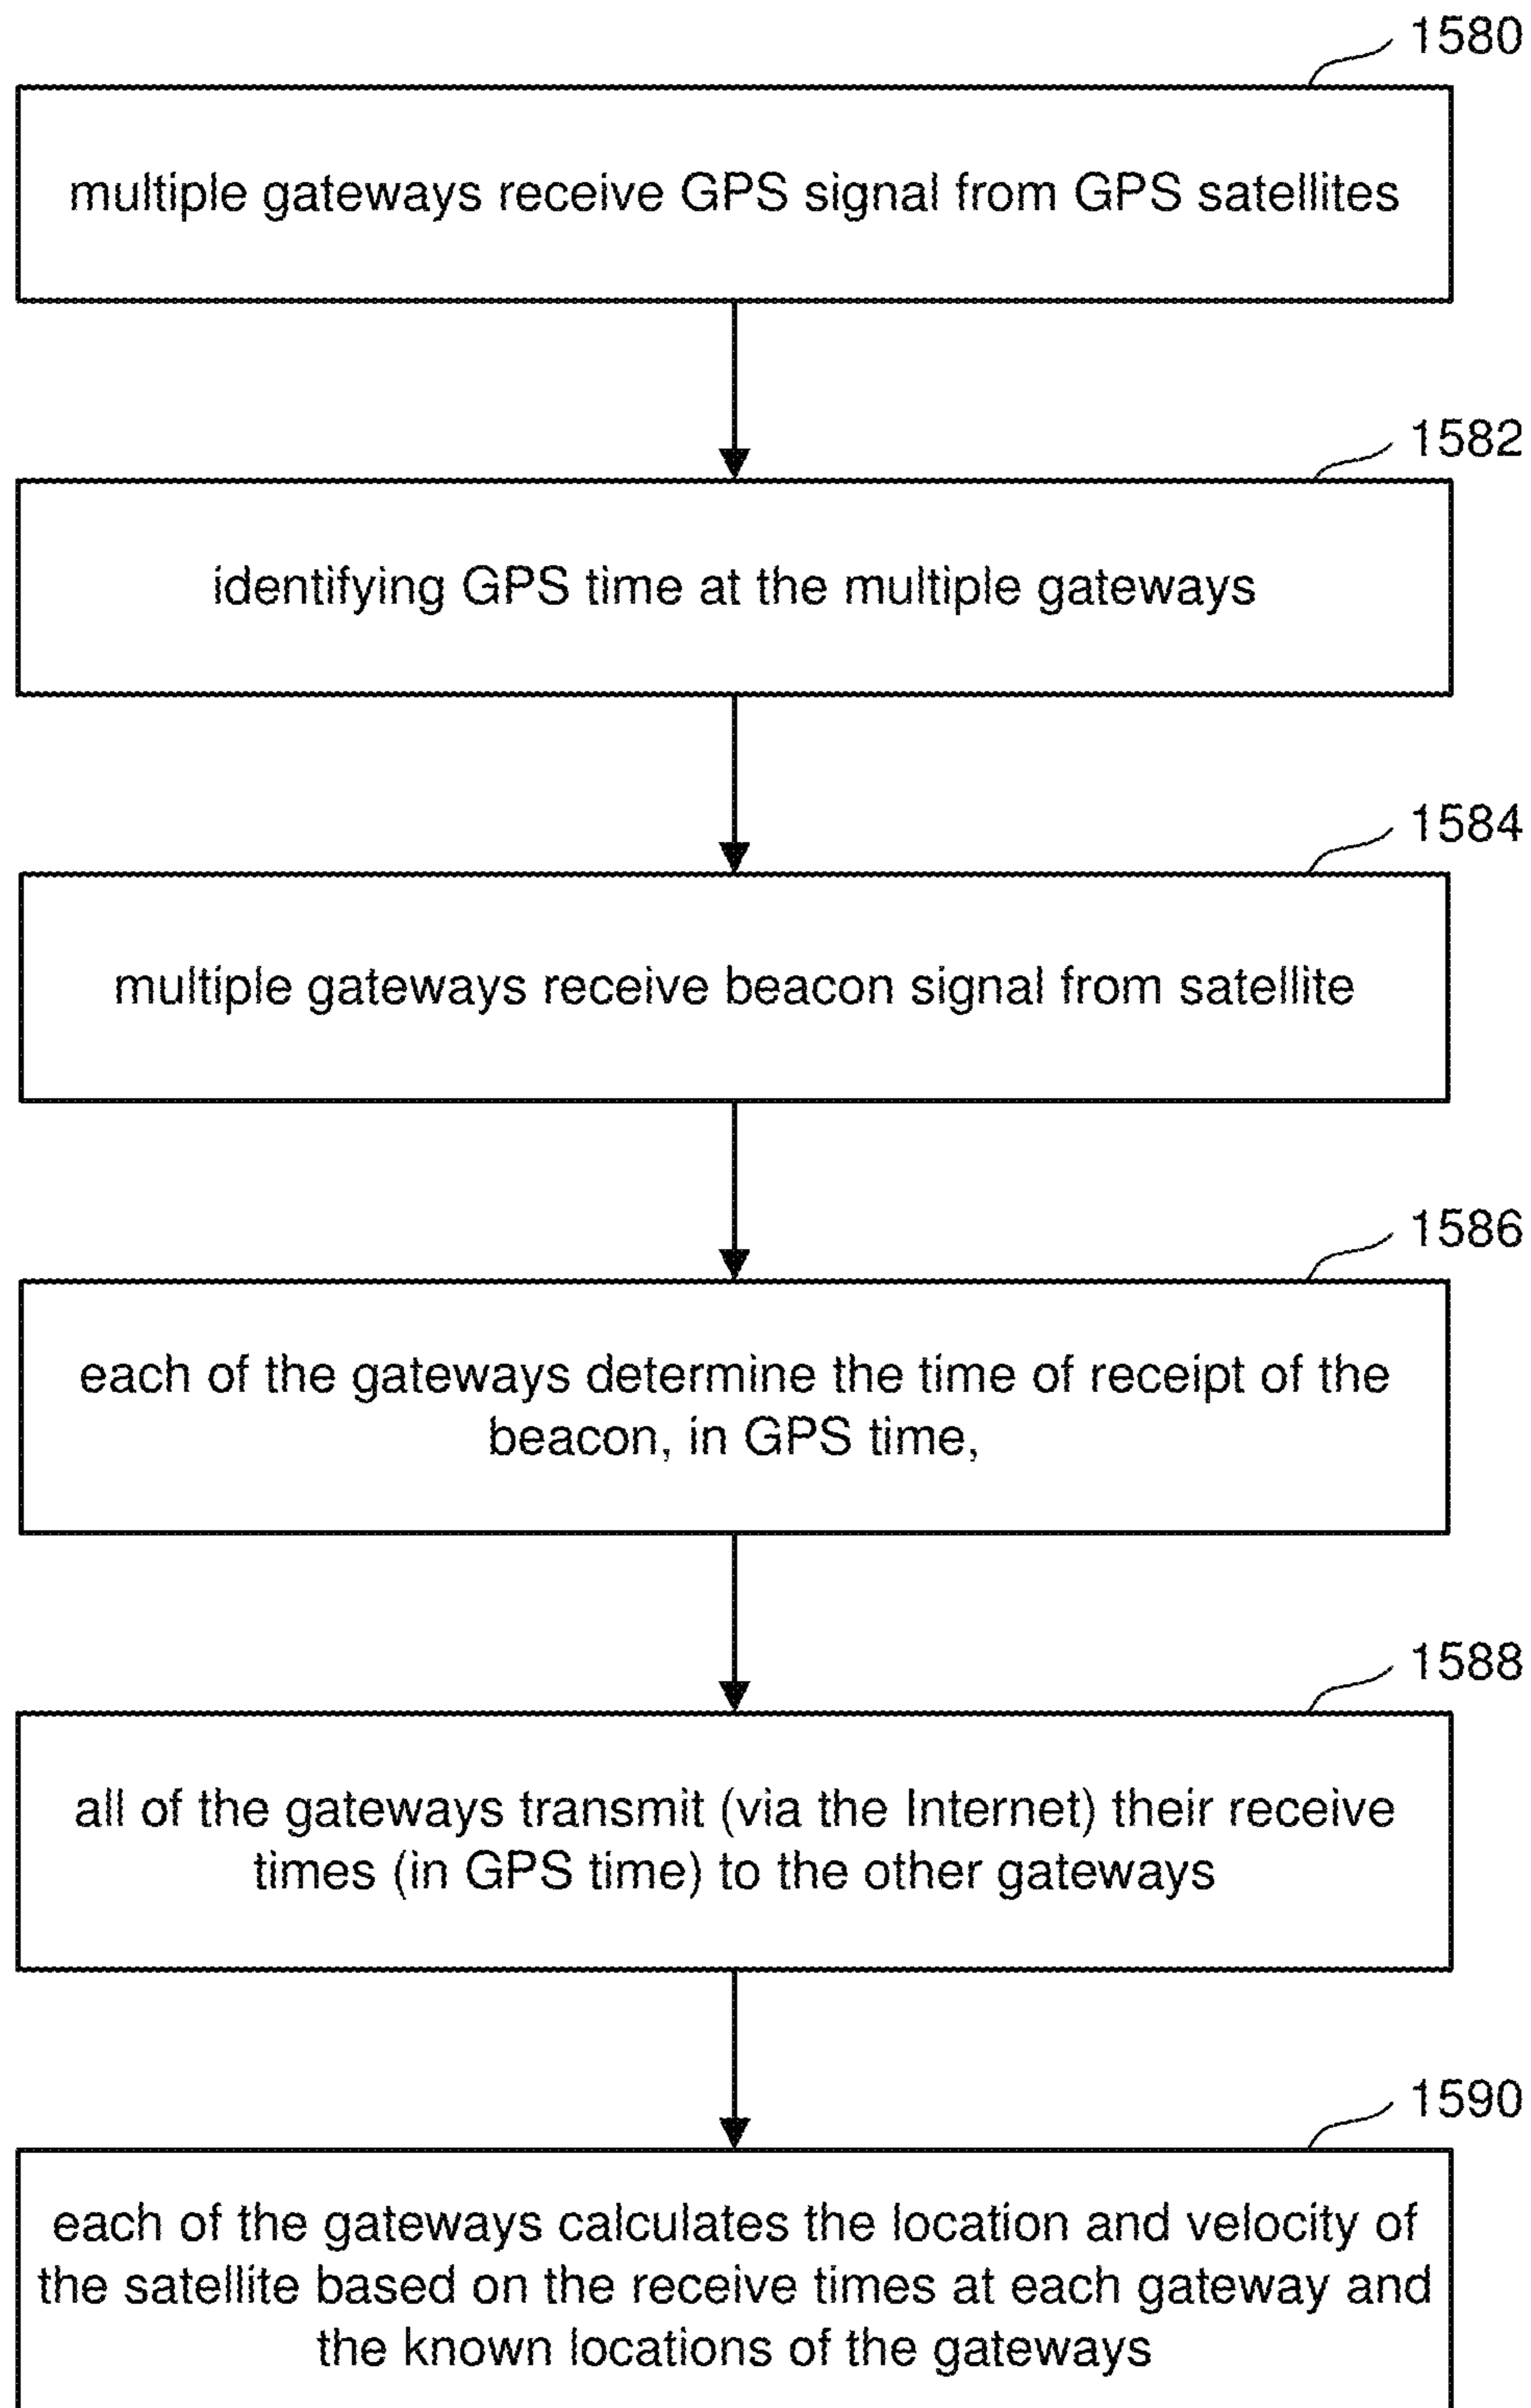 1580
multiple gateways receive GPS signal from GPS satellites
1582
identifying GPS time at the multiple gateways
1584
multiple gateways receive beacon signal from satellite
1586
each of the gateways determine the time of receipt of the
beacon, in GPS time,
1588
all of the gateways transmit (via the Internet) their receive
times (in GPS time) to the other gateways
1590
each of the gateways calculates the location and velocity of
the satellite based on the receive times at each gateway and
the known locations of the gateways